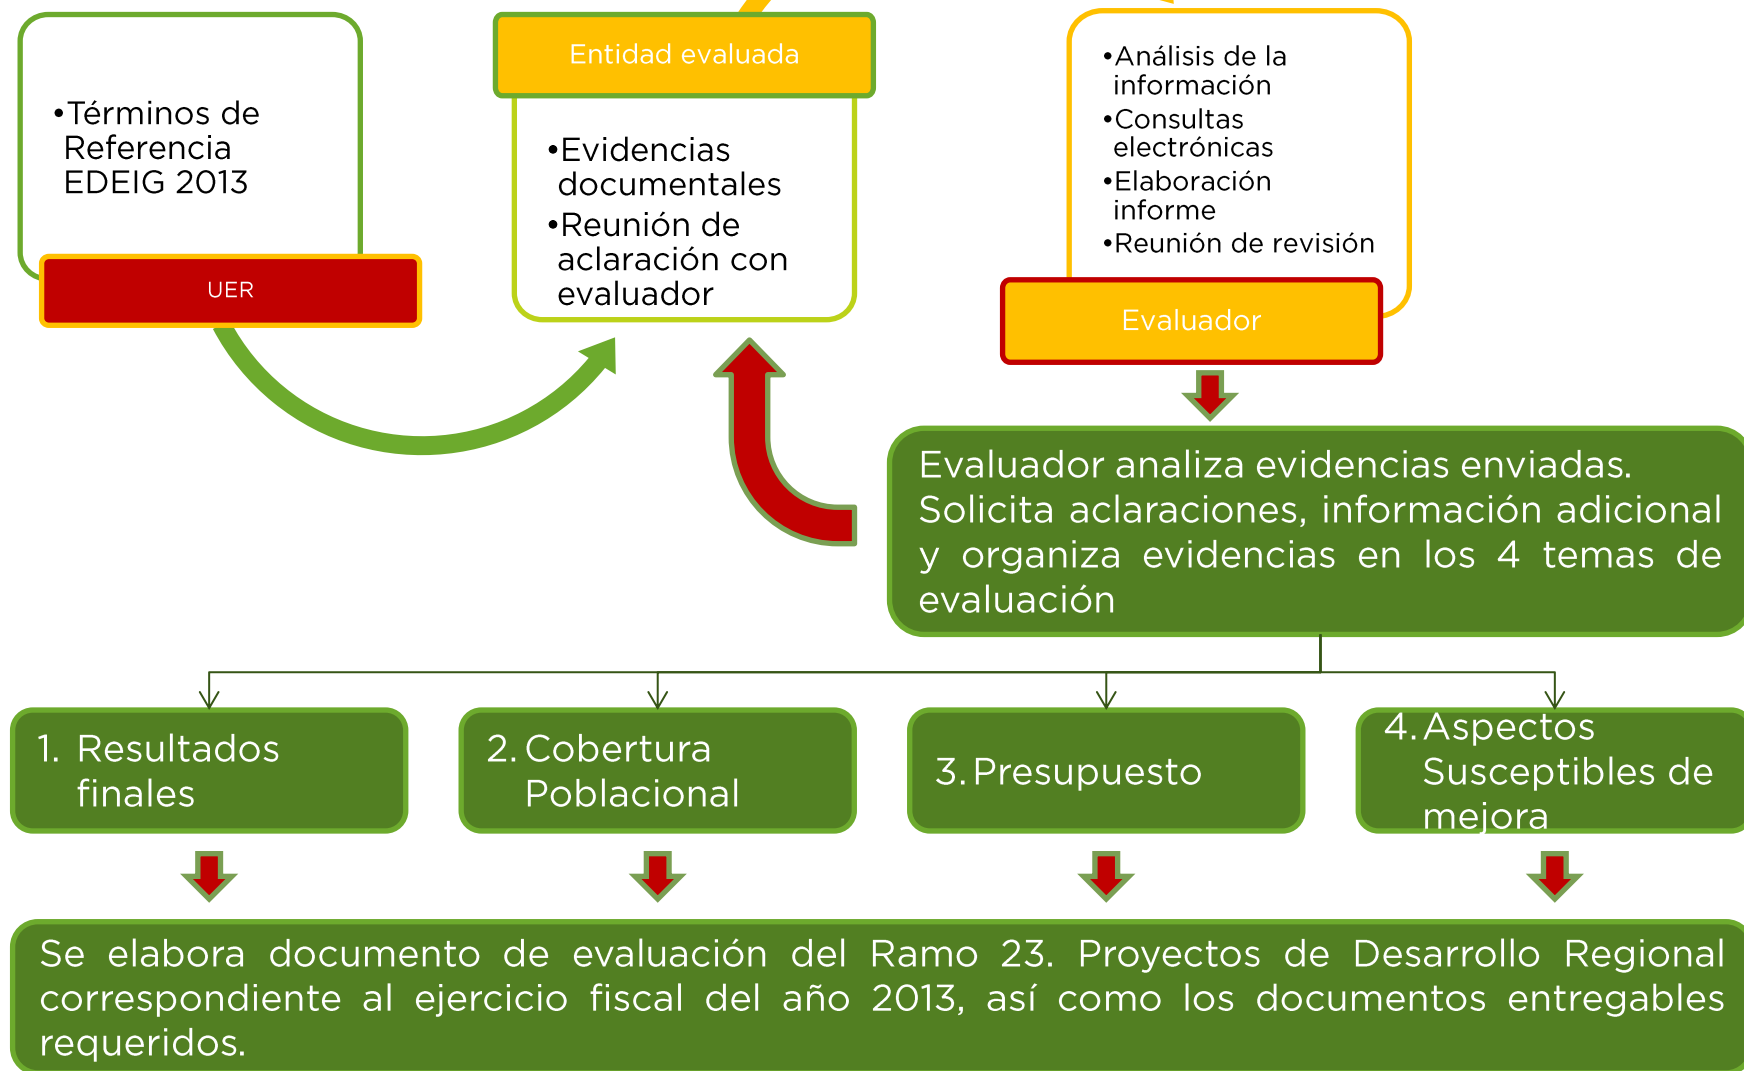 •Términos de
Referencia
EDEIG 2013
UER
Entidad evaluada
•Evidencias
documentales
•Reunión de
aclaración con
evaluador
•Análisis de la
información
•Consultas
electrónicas
•Elaboración
informe
•Reunión de revisión
Evaluador
Evaluador analiza evidencias enviadas.
Solicita aclaraciones, información adicional
y organiza evidencias en los 4 temas de
evaluación
1. Resultados
finales
2. Cobertura
Poblacional
3. Presupuesto
4. Aspectos
Susceptibles de
mejora
Se elabora documento de evaluación del Ramo 23. Proyectos de Desarrollo Regional
correspondiente al ejercicio fiscal del año 2013, así como los documentos entregables
requeridos.